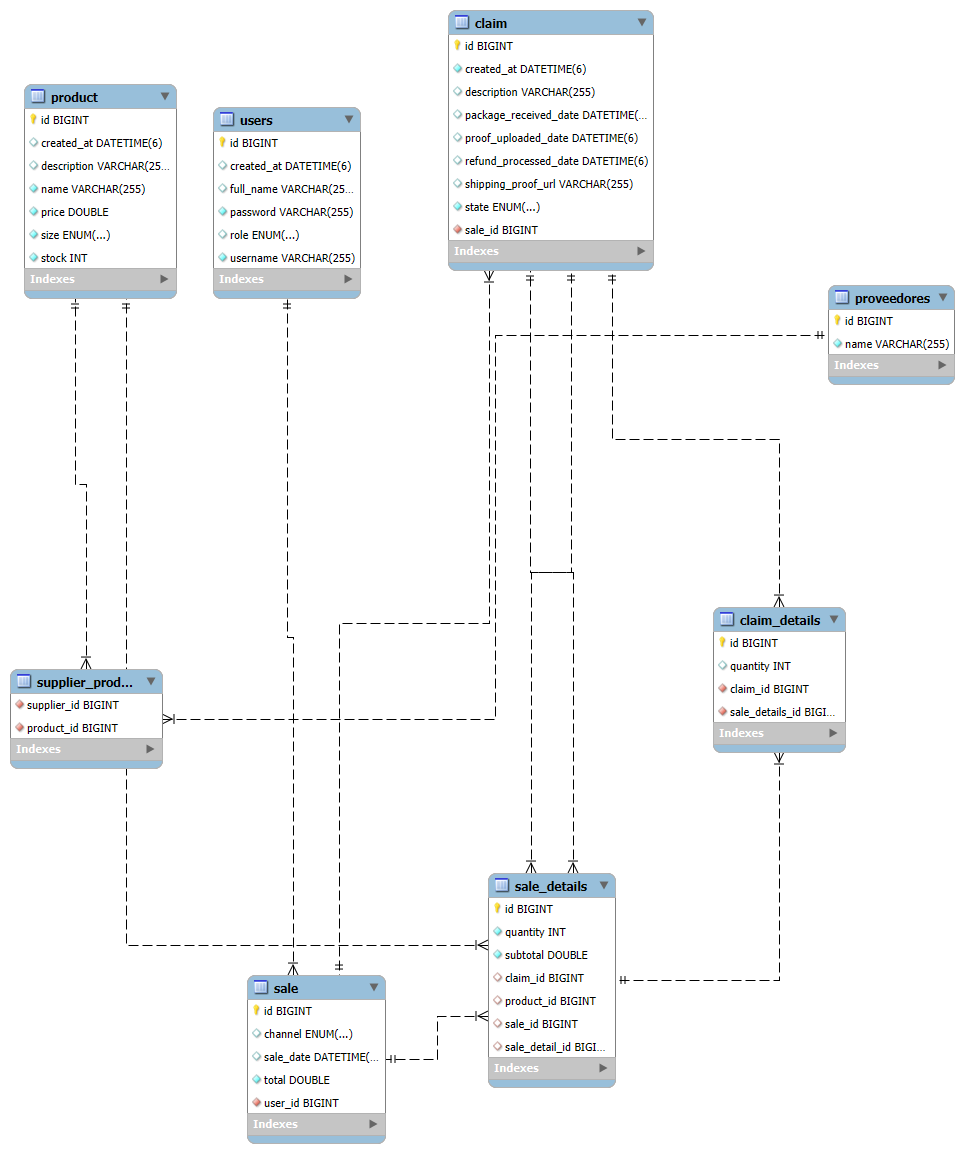 claim
id BIGINT
created_at DATETIME(6)
description VARCHAR(255)
package_received_date DATETIME(...
proof_uploaded_date DATETIME(6)
refund_processed_date DATETIME(6)
shipping_proof_url VARCHAR(255)
state ENUM(...)
sale_id BIGINT
Indexes
product
id BIGINT
created_at DATETIME(6)
description VARCHAR(25...
name VARCHAR(255)
price DOUBLE
size ENUM(...)
stock INT
Indexes
users
id BIGINT
created_at DATETIME(6)
full_name VARCHAR(25...
password VARCHAR(255)
role ENUM(...)
username VARCHAR(255)
Indexes
proveedores
id BIGINT
name VARCHAR(255)
Indexes
claim_details
id BIGINT
quantity INT
claim_id BIGINT
sale_details_id BIGI...
Indexes
supplier_prod...
supplier_id BIGINT
product_id BIGINT
Indexes
sale_details
id BIGINT
quantity INT
subtotal DOUBLE
claim_id BIGINT
product_id BIGINT
sale_id BIGINT
sale_detail_id BIGI...
Indexes
sale
id BIGINT
channel ENUM(...)
sale_date DATETIME(...
total DOUBLE
user_id BIGINT
Indexes